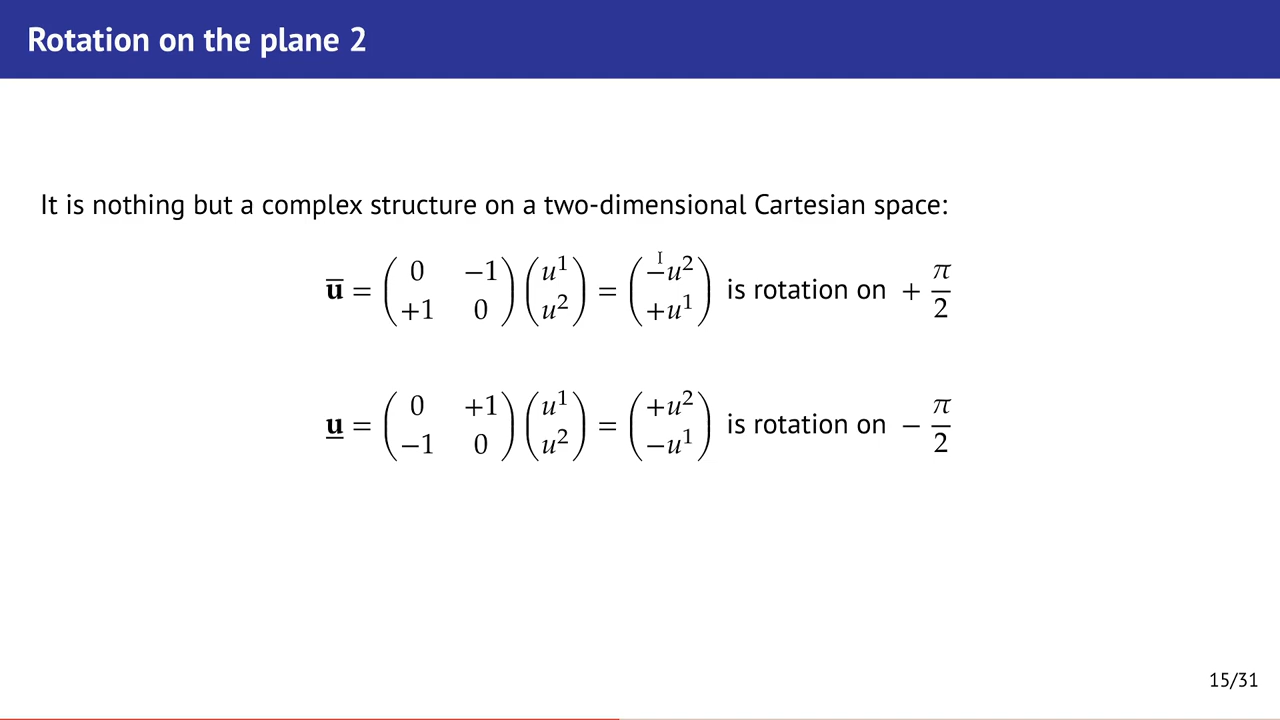 Rotation on the plane 2
It is nothing but a complex structure on a two-dimensional Cartesian space:
u̅ = ( 0 −1 ; +1 0 ) ( u¹ ; u² ) = ( −u² ; +u¹ ) is rotation on + π/2
u̲ = ( 0 +1 ; −1 0 ) ( u¹ ; u² ) = ( +u² ; −u¹ ) is rotation on − π/2
15/31